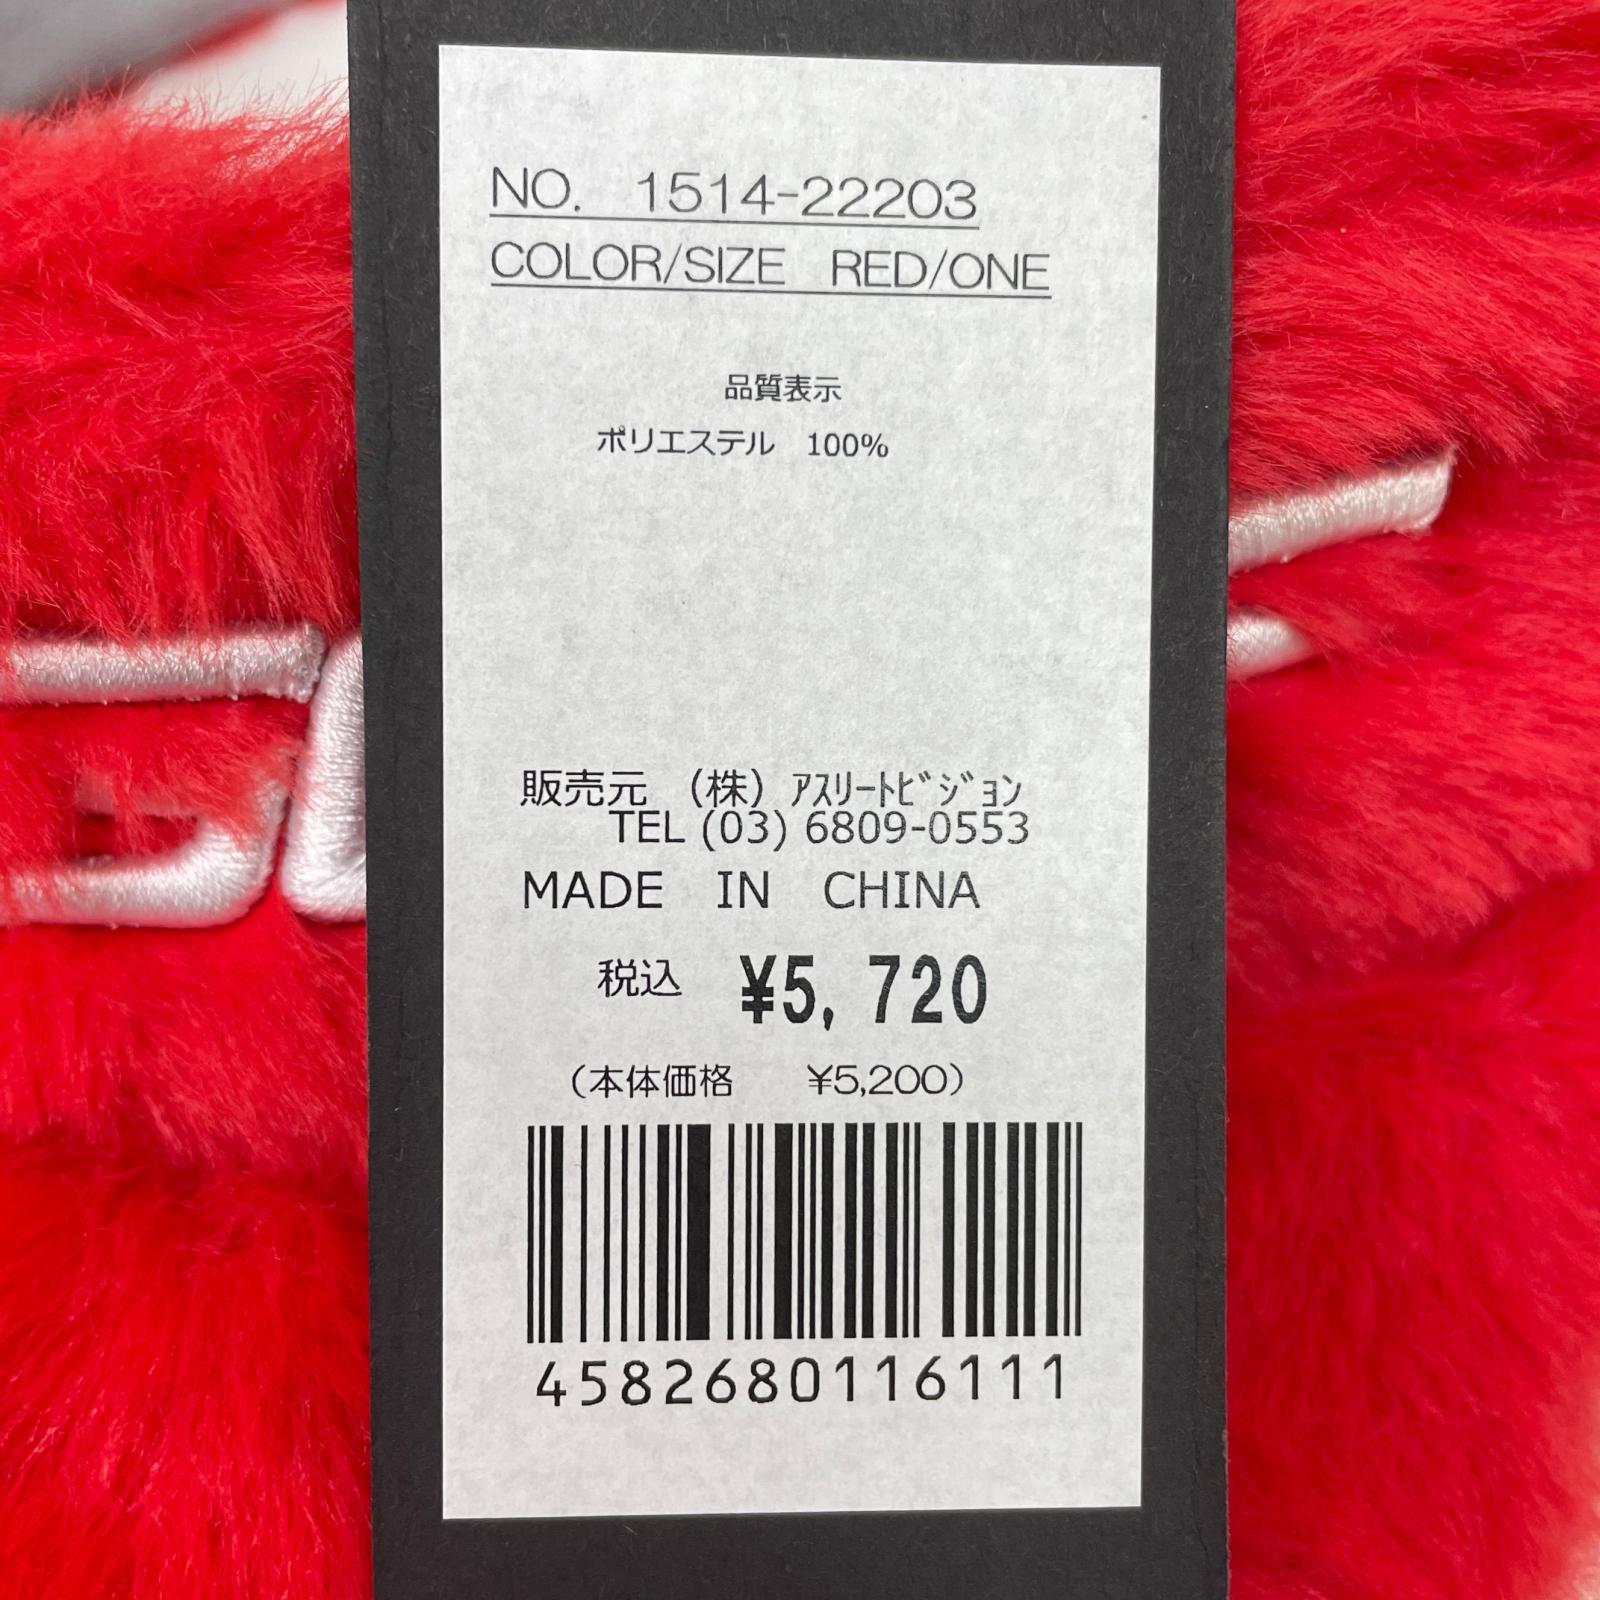 NO. 1514-22203
COLOR/SIZE RED/ONE
品質表示
ポリエステル 100%
販売元 （株）ｱｽﾘｰﾄﾋﾞｼﾞｮﾝ
TEL (03) 6809-0553
MADE IN CHINA
税込 ¥5,720
（本体価格 ¥5,200）
4582680116111